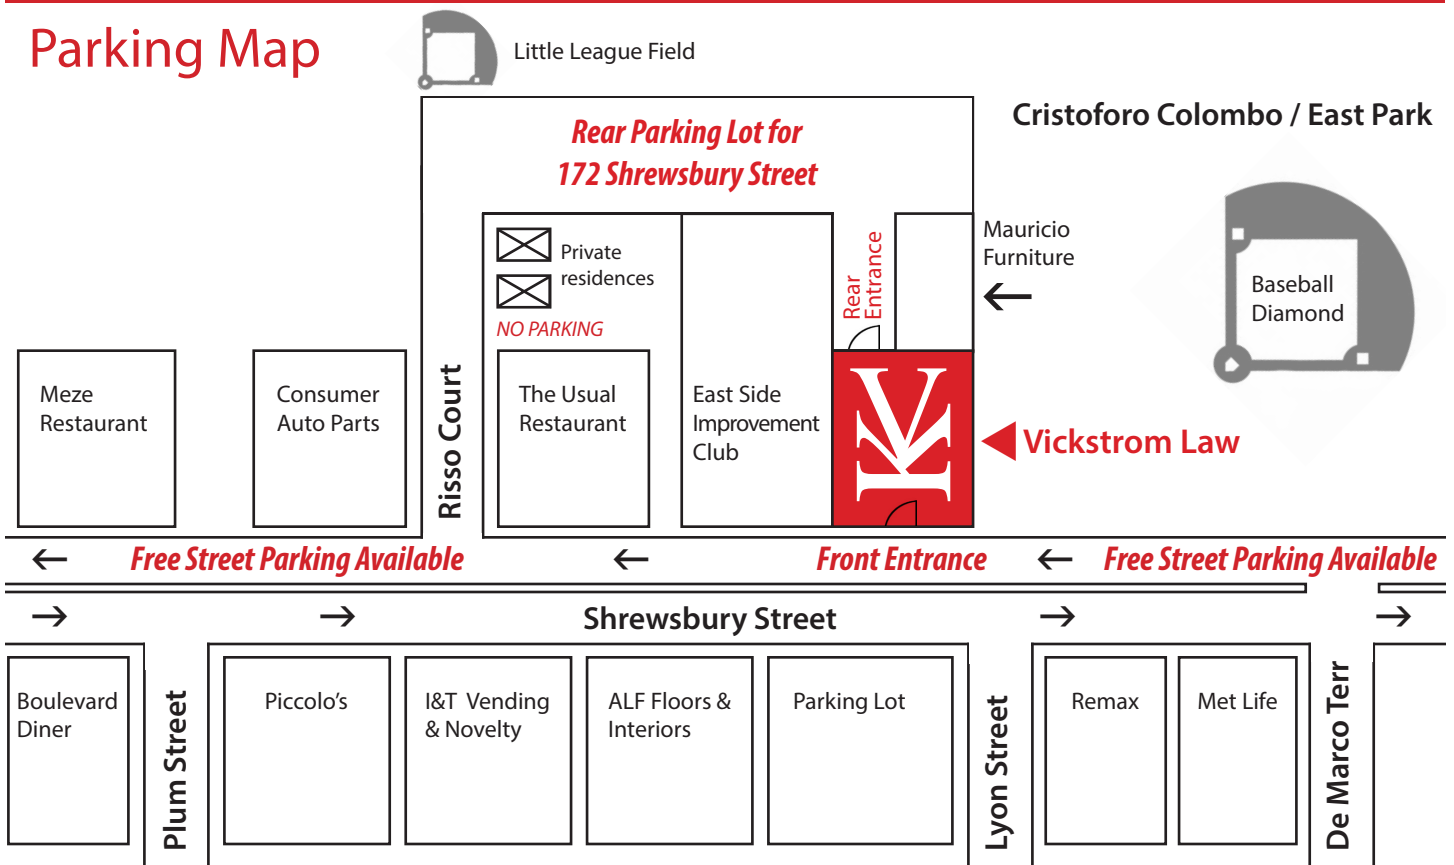 Parking Map
Little League Field
Cristoforo Colombo / East Park
Rear Parking Lot for
172 Shrewsbury Street
Private
residences
NO PARKING
Rear
Entrance
Mauricio
Furniture
Baseball
Diamond
Meze
Restaurant
Consumer
Auto Parts
Risso Court
The Usual
Restaurant
East Side
Improvement
Club
VK
Vickstrom Law
Free Street Parking Available
Front Entrance
Free Street Parking Available
Shrewsbury Street
Boulevard
Diner
Plum Street
Piccolo's
I&T Vending
& Novelty
ALF Floors &
Interiors
Parking Lot
Lyon Street
Remax
Met Life
De Marco Terr